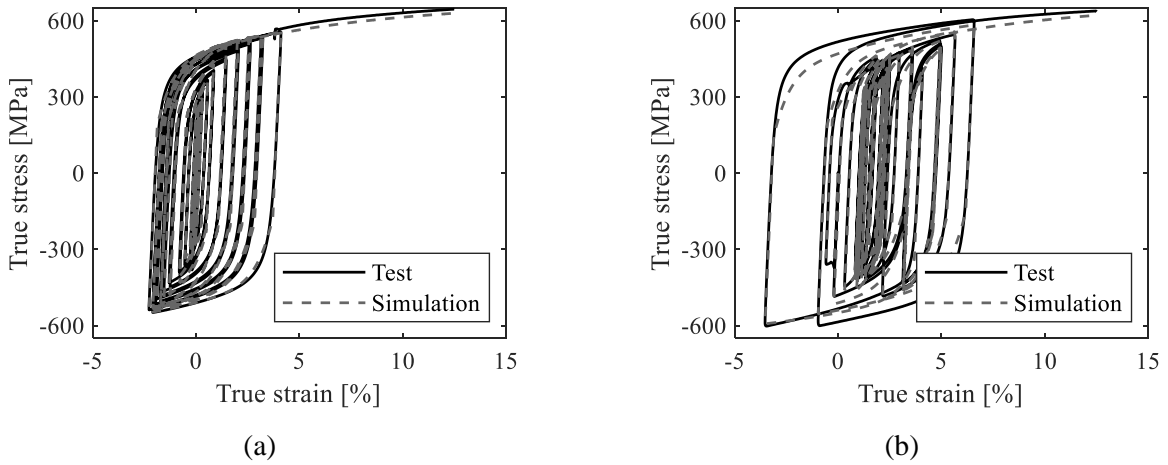 600
300
0
-300
-600
True stress [MPa]
-5
0
5
10
15
True strain [%]
Test
Simulation
(a)
600
300
0
-300
-600
True stress [MPa]
-5
0
5
10
15
True strain [%]
Test
Simulation
(b)